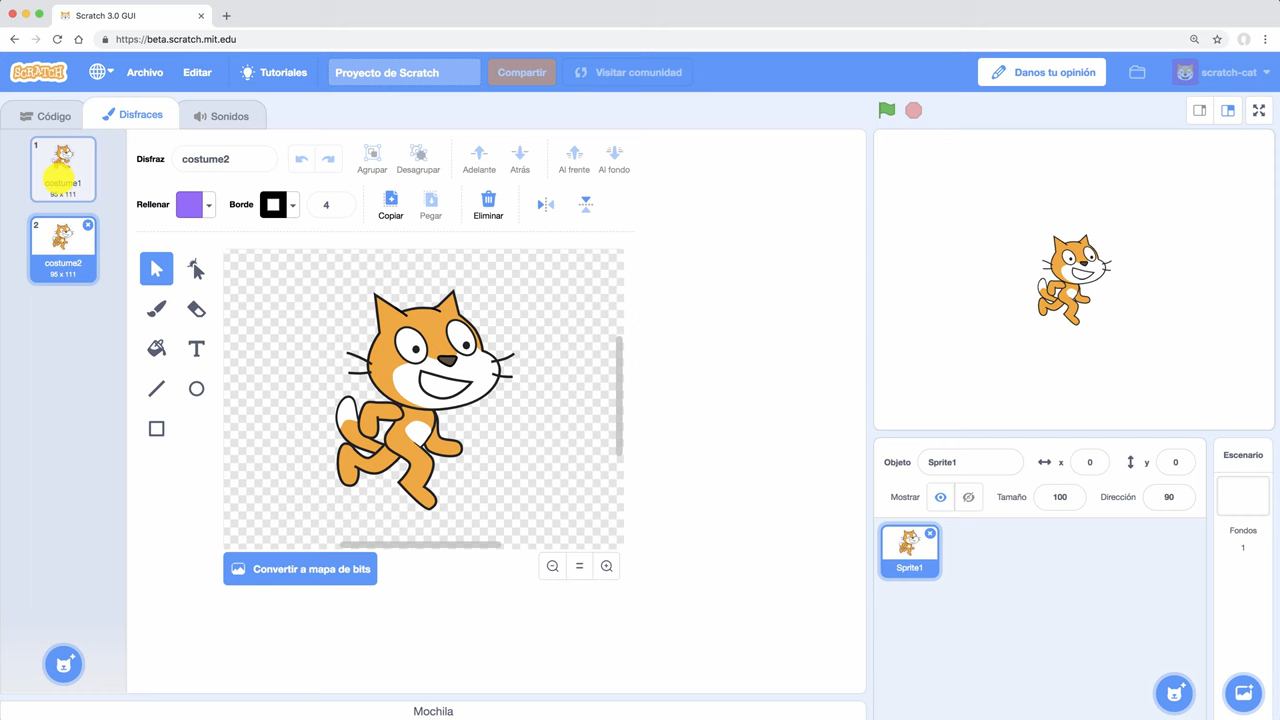 Scratch 3.0 GUI
https://beta.scratch.mit.edu
SCRATCH
Archivo
Editar
Tutoriales
Proyecto de Scratch
Compartir
Visitar comunidad
Danos tu opinión
scratch-cat
Código
Disfraces
Sonidos
1
costume1
95 x 111
2
costume2
95 x 111
Disfraz
costume2
Agrupar
Desagrupar
Adelante
Atrás
Al frente
Al fondo
Rellenar
Borde
4
Copiar
Pegar
Eliminar
T
Convertir a mapa de bits
Objeto
Sprite1
x
0
y
0
Mostrar
Tamaño
100
Dirección
90
Sprite1
Escenario
Fondos
1
Mochila